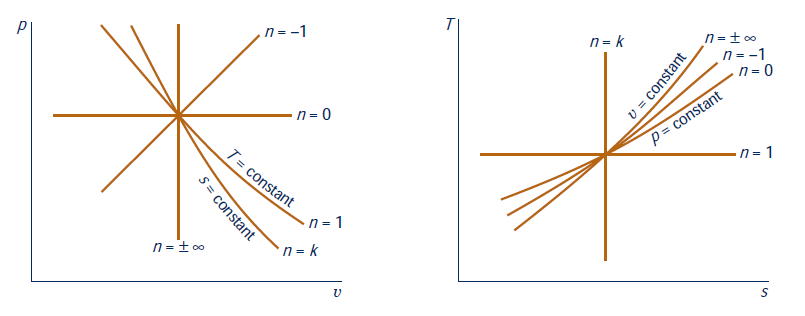 p
n = –1
n = 0
T = constant
s = constant
n = 1
n = ± ∞
n = k
v
T
n = k
n = ± ∞
n = –1
n = 0
v = constant
p = constant
n = 1
s